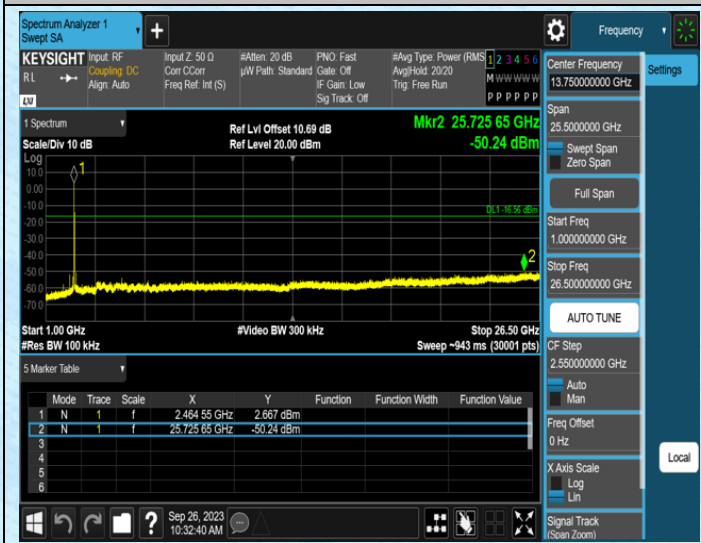 Spectrum Analyzer 1
Swept SA
+
Frequency
KEYSIGHT
Input: RF
Coupling: DC
Align: Auto
RL
LXI
Input Z: 50 Ω
Corr CCorr
Freq Ref: Int (S)
#Atten: 20 dB
µW Path: Standard
PNO: Fast
Gate: Off
IF Gain: Low
Sig Track: Off
#Avg Type: Power (RMS
Avg|Hold: 20/20
Trig: Free Run
1 2 3 4 5 6
M W W W W W
P P P P P P
Center Frequency
13.750000000 GHz
Settings
Span
25.5000000 GHz
Swept Span
Zero Span
Full Span
Start Freq
1.000000000 GHz
Stop Freq
26.500000000 GHz
AUTO TUNE
CF Step
2.550000000 GHz
Auto
Man
Freq Offset
0 Hz
X Axis Scale
Log
Lin
Signal Track
(Span Zoom)
Local
1 Spectrum
Scale/Div 10 dB
Ref Lvl Offset 10.69 dB
Ref Level 20.00 dBm
Mkr2 25.725 65 GHz
-50.24 dBm
Log
10.0
0.00
-10.0
-20.0
-30.0
-40.0
-50.0
-60.0
-70.0
1
DL1 -16.56 dBm
2
Start 1.00 GHz
#Res BW 100 kHz
#Video BW 300 kHz
Stop 26.50 GHz
Sweep ~943 ms (30001 pts)
5 Marker Table
Mode Trace Scale X Y Function Function Width Function Value
1 N 1 f 2.464 55 GHz 2.667 dBm
2 N 1 f 25.725 65 GHz -50.24 dBm
3
4
5
6
?
Sep 26, 2023
10:32:40 AM